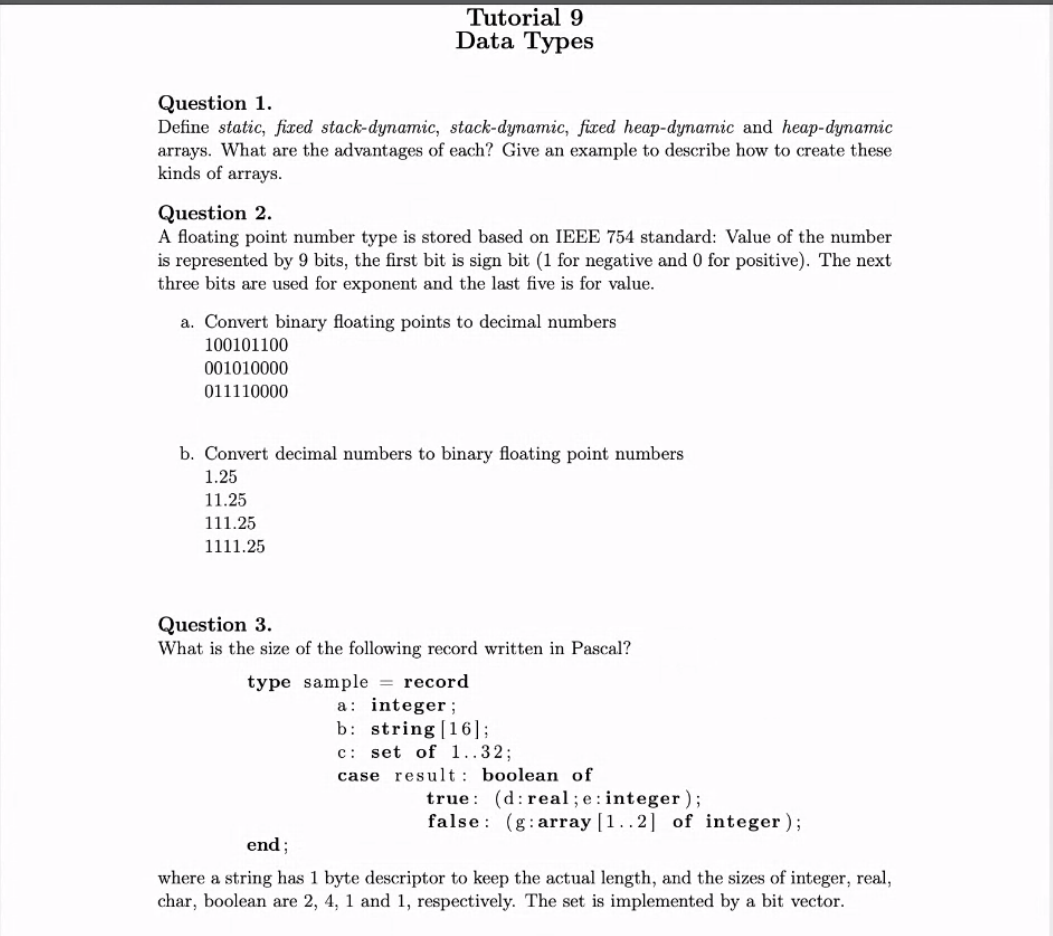 Tutorial 9
Data Types
Question 1.
Define static, fixed stack-dynamic, stack-dynamic, fixed heap-dynamic and heap-dynamic
arrays. What are the advantages of each? Give an example to describe how to create these
kinds of arrays.
Question 2.
A floating point number type is stored based on IEEE 754 standard: Value of the number
is represented by 9 bits, the first bit is sign bit (1 for negative and 0 for positive). The next
three bits are used for exponent and the last five is for value.
a. Convert binary floating points to decimal numbers
100101100
001010000
011110000
b. Convert decimal numbers to binary floating point numbers
1.25
11.25
111.25
1111.25
Question 3.
What is the size of the following record written in Pascal?
type sample = record
a: integer;
b: string[16];
c: set of 1..32;
case result: boolean of
true: (d:real;e:integer);
false: (g:array[1..2] of integer);
end;
where a string has 1 byte descriptor to keep the actual length, and the sizes of integer, real,
char, boolean are 2, 4, 1 and 1, respectively. The set is implemented by a bit vector.